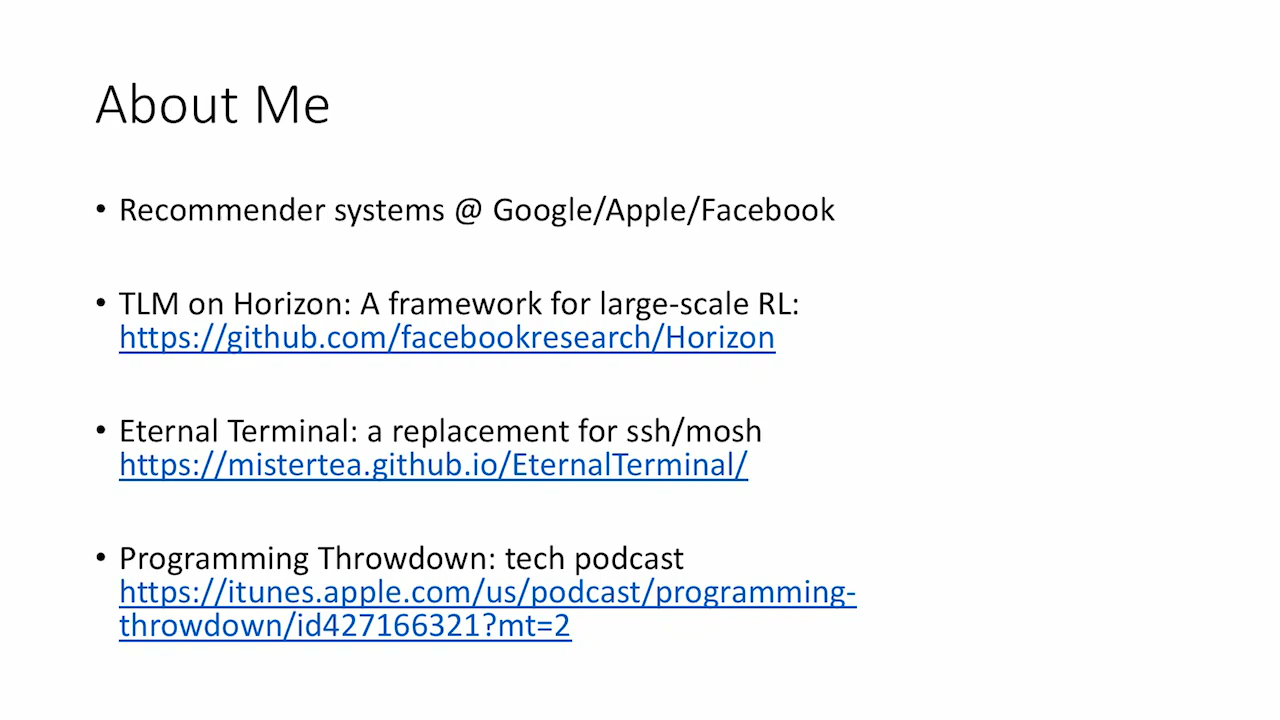 About Me
• Recommender systems @ Google/Apple/Facebook
• TLM on Horizon: A framework for large-scale RL:
https://github.com/facebookresearch/Horizon
• Eternal Terminal: a replacement for ssh/mosh
https://mistertea.github.io/EternalTerminal/
• Programming Throwdown: tech podcast
https://itunes.apple.com/us/podcast/programming-
throwdown/id427166321?mt=2